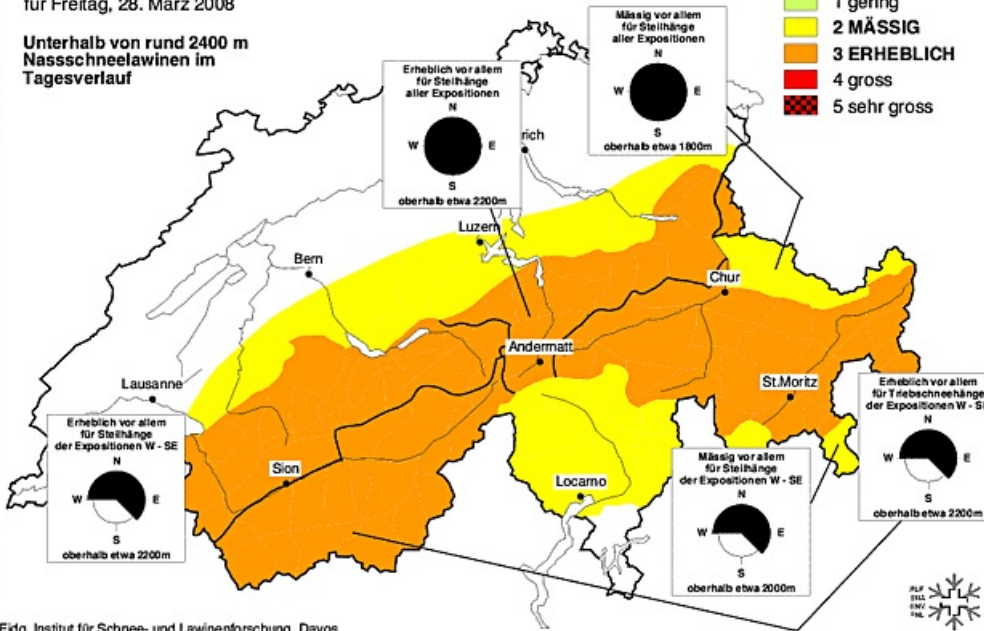 für Freitag, 28. März 2008
Unterhalb von rund 2400 m
Nassschneelawinen im
Tagesverlauf
1 gering
2 MÄSSIG
3 ERHEBLICH
4 gross
5 sehr gross
Mässig vor allem
für Steilhänge
aller Expositionen
N
W E
S
oberhalb etwa 1800m
Erheblich vor allem
für Steilhänge
aller Expositionen
N
W E
S
oberhalb etwa 2200m
rich
Luzern
Bern
Chur
Andermatt
Lausanne
St.Moritz
Sion
Locarno
Erheblich vor allem
für Steilhänge
der Expositionen W - SE
N
W E
S
oberhalb etwa 2200m
Mässig vor allem
für Steilhänge
der Expositionen W - SE
N
W E
S
oberhalb etwa 2000m
Erheblich vor allem
für Triebschneehänge
der Expositionen W - SE
N
W E
S
oberhalb etwa 2200m
Eidg. Institut für Schnee- und Lawinenforschung, Davos